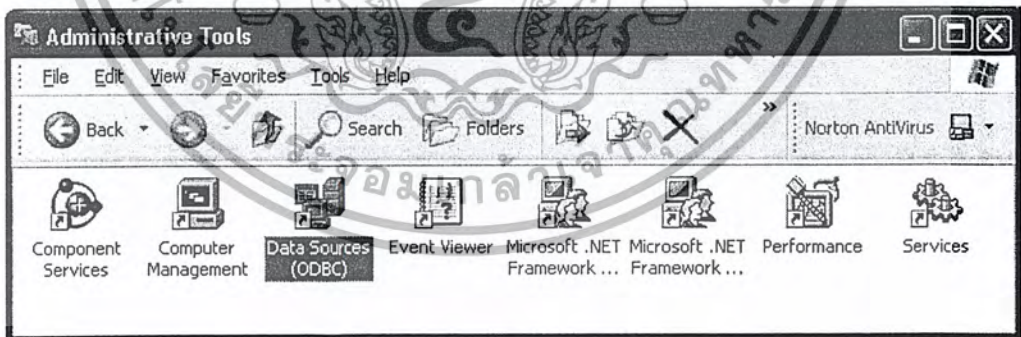 Administrative Tools
File Edit View Favorites Tools Help
Back Search Folders » Norton AntiVirus
Component Services
Computer Management
Data Sources (ODBC)
Event Viewer
Microsoft .NET Framework ...
Microsoft .NET Framework ...
Performance
Services